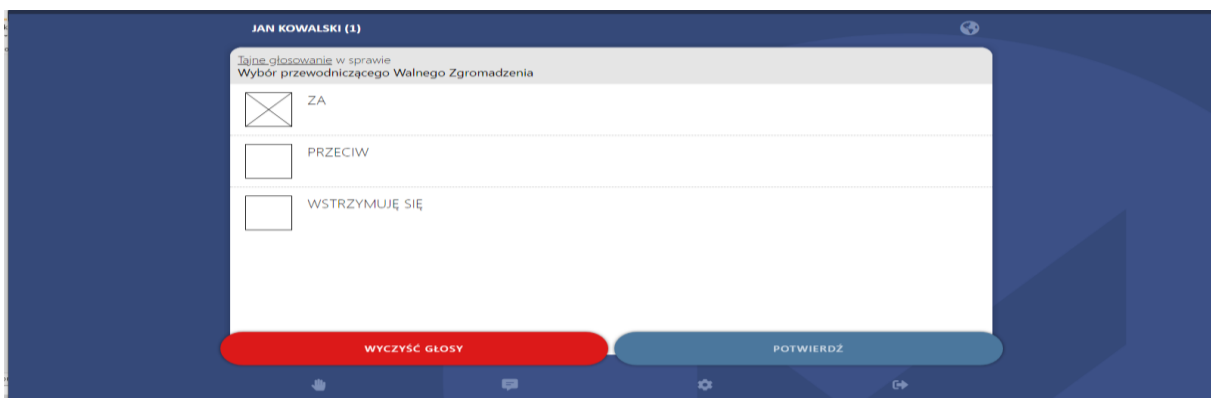 JAN KOWALSKI (1)
Tajne głosowanie w sprawie
Wybór przewodniczącego Walnego Zgromadzenia
ZA
PRZECIW
WSTRZYMUJĘ SIĘ
WYCZYŚĆ GŁOSY
POTWIERDŹ